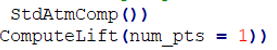 StdAtmComp())
ComputeLift(num_pts = 1))